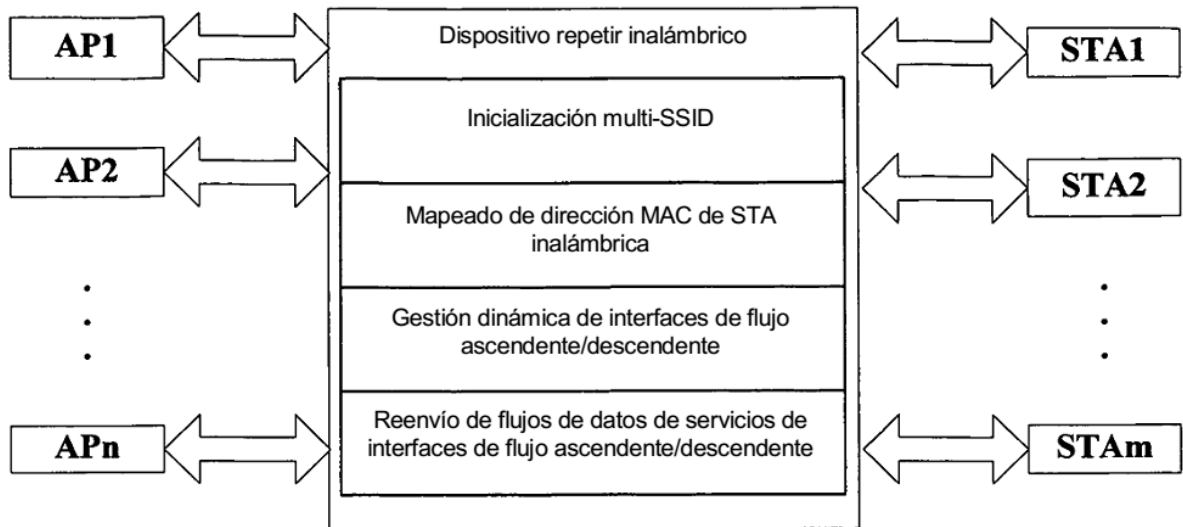 AP1
Dispositivo repetir inalámbrico
STA1
Inicialización multi-SSID
AP2
STA2
Mapeado de dirección MAC de STA
inalámbrica
Gestión dinámica de interfaces de flujo
ascendente/descendente
Reenvío de flujos de datos de servicios de
interfaces de flujo ascendente/descendente
APn
STAm